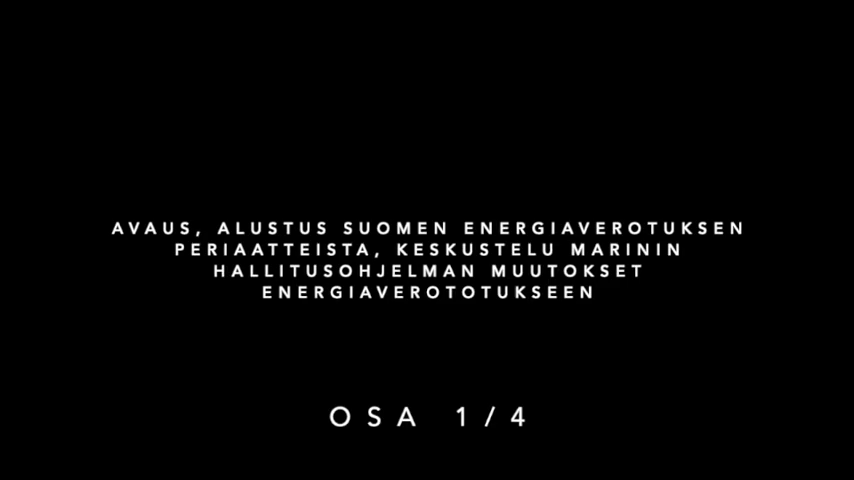 AVAUS, ALUSTUS SUOMEN ENERGIAVEROTUKSEN
PERIAATTEISTA, KESKUSTELU MARININ
HALLITUSOHJELMAN MUUTOKSET
ENERGIAVEROTOTUKSEEN
OSA 1/4